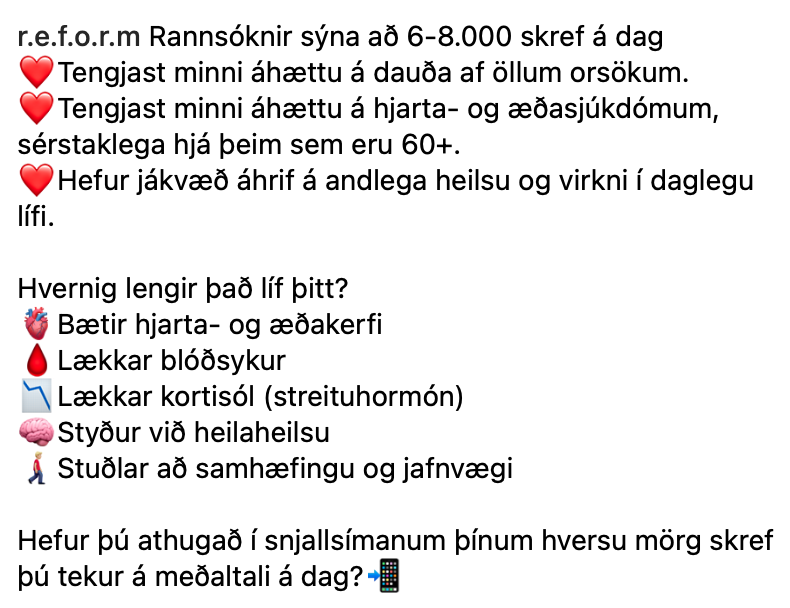 r.e.f.o.r.m Rannsóknir sýna að 6-8.000 skref á dag
❤️Tengjast minni áhættu á dauða af öllum orsökum.
❤️Tengjast minni áhættu á hjarta- og æðasjúkdómum,
sérstaklega hjá þeim sem eru 60+.
❤️Hefur jákvæð áhrif á andlega heilsu og virkni í daglegu
lífi.
Hvernig lengir það líf þitt?
🫀Bætir hjarta- og æðakerfi
🩸Lækkar blóðsykur
📉Lækkar kortisól (streituhormón)
🧠Styður við heilaheilsu
🚶🏼‍♂️Stuðlar að samhæfingu og jafnvægi
Hefur þú athugað í snjallsímanum þínum hversu mörg skref
þú tekur á meðaltali á dag?📲